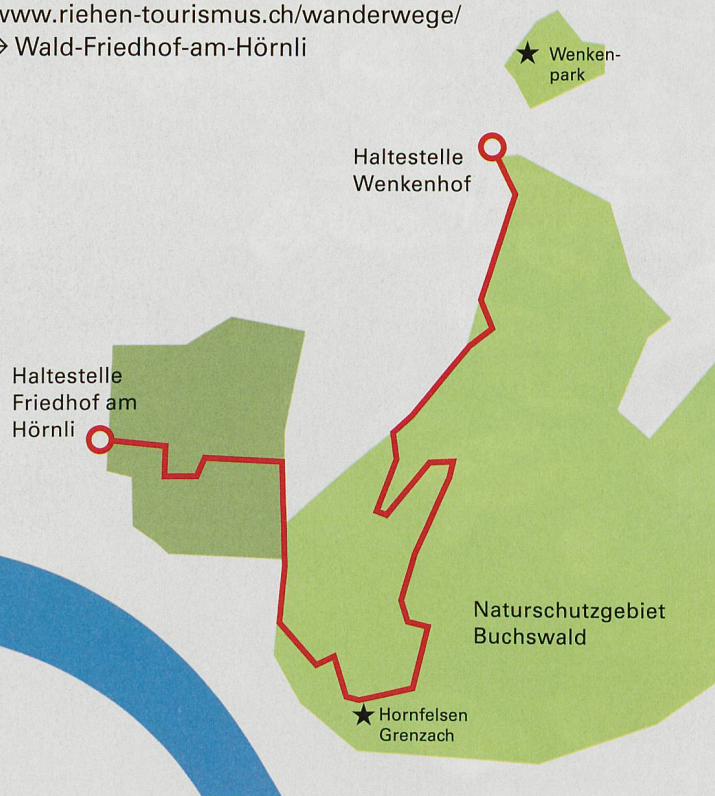 www.riehen-tourismus.ch/wanderwege/
→ Wald-Friedhof-am-Hörnli
Wenken-
park
Haltestelle
Wenkenhof
Haltestelle
Friedhof am
Hörnli
Naturschutzgebiet
Buchswald
Hornfelsen
Grenzach